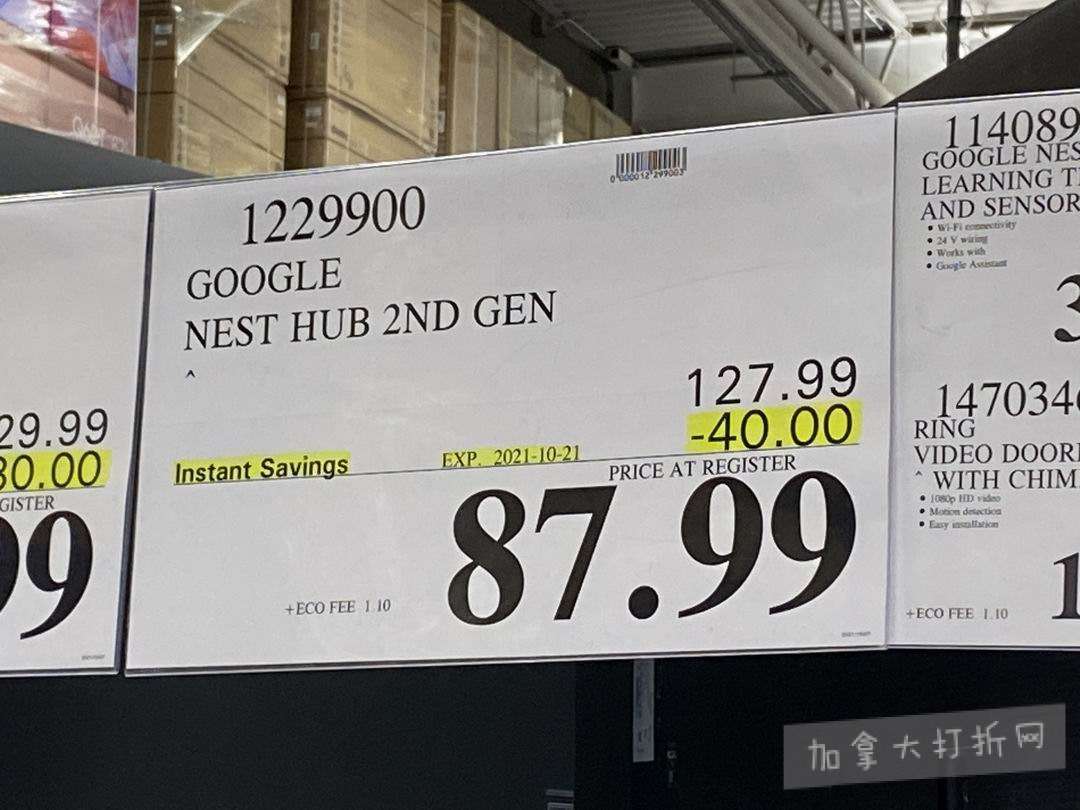 29.99
30.00
GISTER
99
0 000012 299003
1229900
GOOGLE
NEST HUB 2ND GEN
^
127.99
-40.00
Instant Savings
EXP. 2021-10-21
PRICE AT REGISTER
87.99
+ECO FEE 1.10
114089
GOOGLE NES
LEARNING T
AND SENSOR
• Wi-Fi connectivity
• 24 V wiring
• Works with
• Google Assistant
3
147034
RING
VIDEO DOOR
^ WITH CHIM
• 1080p HD video
• Motion detection
• Easy installation
1
+ECO FEE 1.10
加拿大打折网